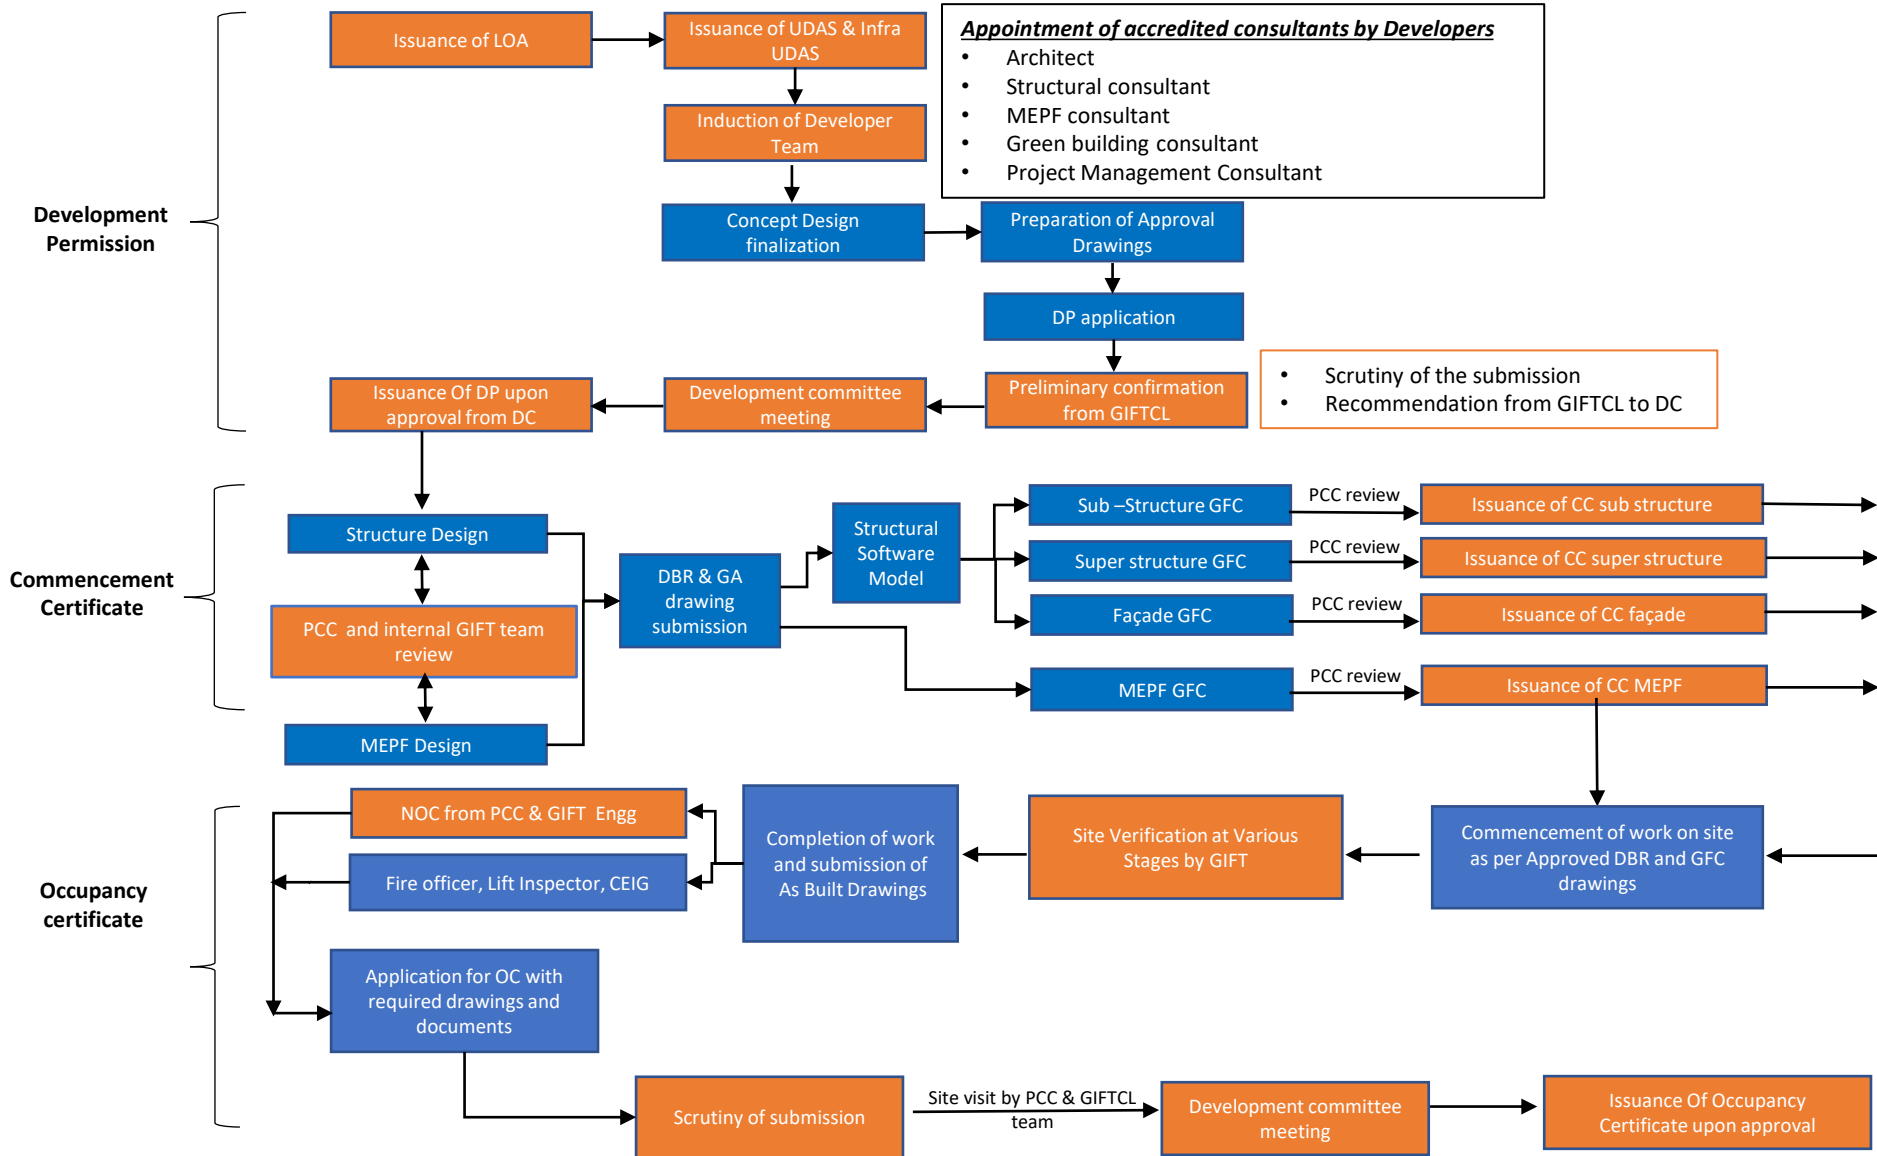 Issuance of LOA
Issuance of UDAS & Infra
UDAS
Appointment of accredited consultants by Developers
• Architect
• Structural consultant
• MEPF consultant
• Green building consultant
• Project Management Consultant
Induction of Developer
Team
Development
Permission
Concept Design
finalization
Preparation of Approval
Drawings
DP application
Issuance Of DP upon
approval from DC
Development committee
meeting
Preliminary confirmation
from GIFTCL
• Scrutiny of the submission
• Recommendation from GIFTCL to DC
Commencement
Certificate
Structure Design
PCC and internal GIFT team
review
MEPF Design
DBR & GA
drawing
submission
Structural
Software
Model
Sub –Structure GFC
PCC review
Issuance of CC sub structure
Super structure GFC
PCC review
Issuance of CC super structure
Façade GFC
PCC review
Issuance of CC façade
MEPF GFC
PCC review
Issuance of CC MEPF
Occupancy
certificate
NOC from PCC & GIFT Engg
Fire officer, Lift Inspector, CEIG
Completion of work
and submission of
As Built Drawings
Site Verification at Various
Stages by GIFT
Commencement of work on site
as per Approved DBR and GFC
drawings
Application for OC with
required drawings and
documents
Scrutiny of submission
Site visit by PCC & GIFTCL
team
Development committee
meeting
Issuance Of Occupancy
Certificate upon approval